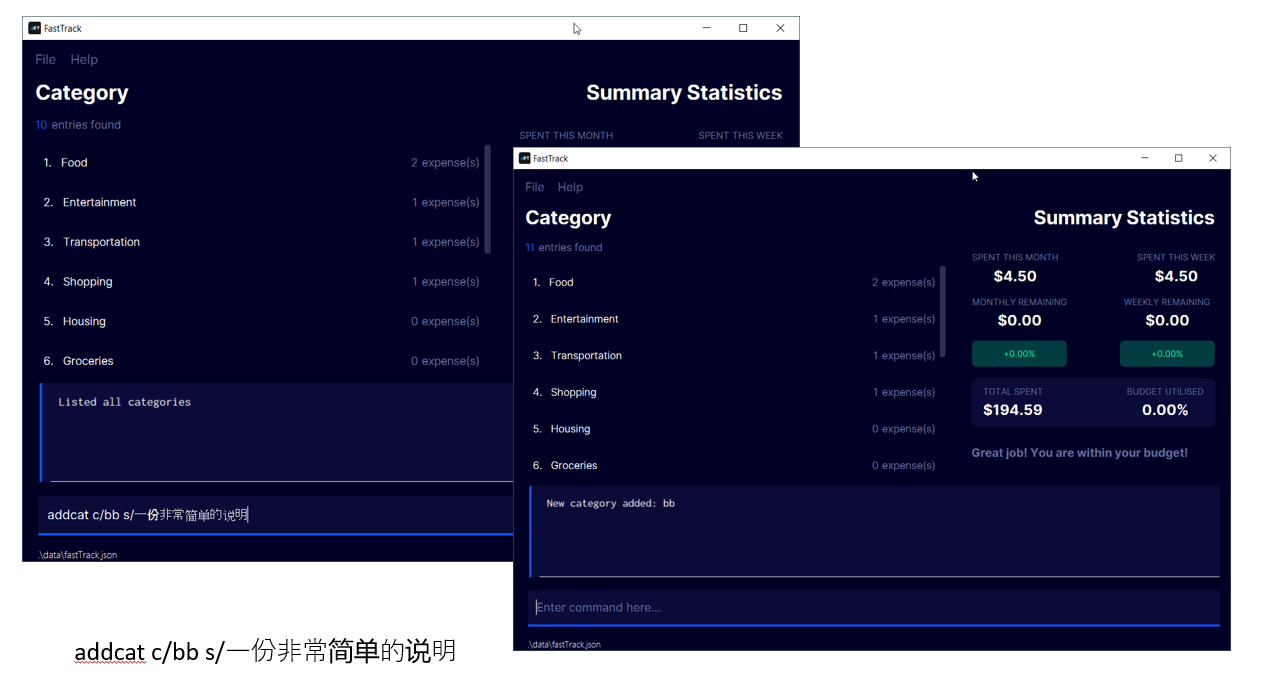 FastTrack
File Help
Category
Summary Statistics
10 entries found
SPENT THIS MONTH SPENT THIS WEEK
1. Food 2 expense(s)
2. Entertainment 1 expense(s)
3. Transportation 1 expense(s)
4. Shopping 1 expense(s)
5. Housing 0 expense(s)
6. Groceries 0 expense(s)
Listed all categories
addcat c/bb s/一份非常简单的说明
.\data\fastTrack.json
FastTrack
File Help
Category
Summary Statistics
11 entries found
1. Food 2 expense(s)
2. Entertainment 1 expense(s)
3. Transportation 1 expense(s)
4. Shopping 1 expense(s)
5. Housing 0 expense(s)
6. Groceries 0 expense(s)
SPENT THIS MONTH SPENT THIS WEEK
$4.50 $4.50
MONTHLY REMAINING WEEKLY REMAINING
$0.00 $0.00
+0.00% +0.00%
TOTAL SPENT BUDGET UTILISED
$194.59 0.00%
Great job! You are within your budget!
New category added: bb
Enter command here...
.\data\fastTrack.json
addcat c/bb s/一份非常简单的说明